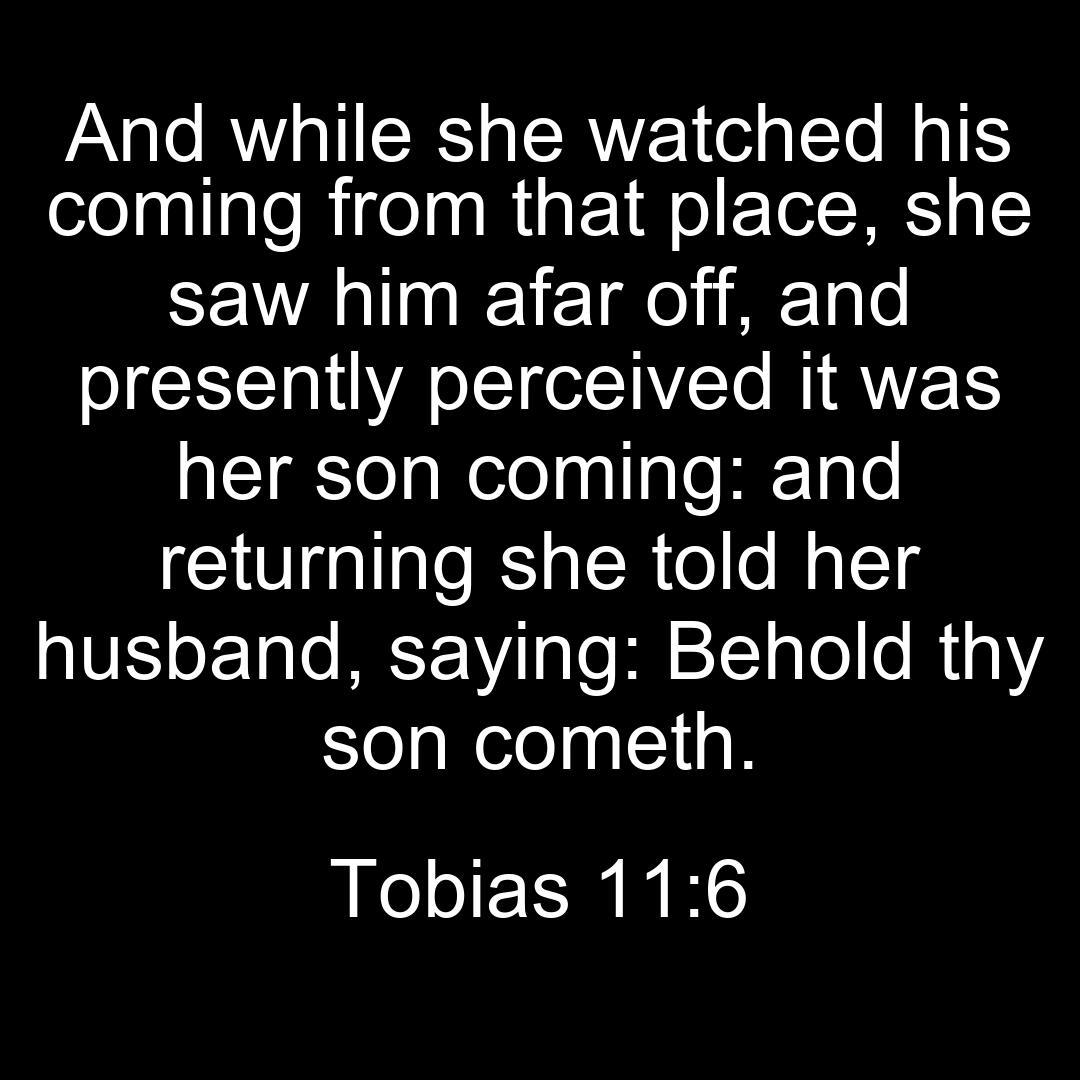 And while she watched his
coming from that place, she
saw him afar off, and
presently perceived it was
her son coming: and
returning she told her
husband, saying: Behold thy
son cometh.
Tobias 11:6